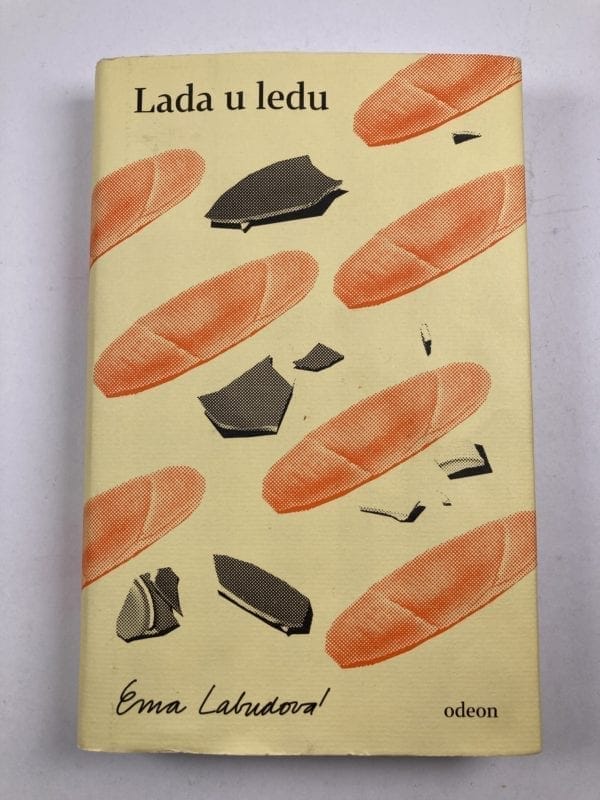 Lada u ledu
Ema Labudová
odeon